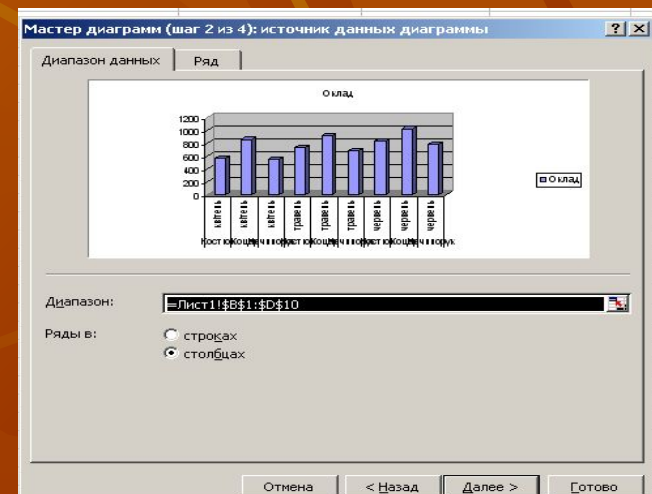 Мастер диаграмм (шаг 2 из 4): источник данных диаграммы
Диапазон данных Ряд
Оклад
1200
1000
800
600
400
200
0
Оклад
квітень квітень квітень травень травень травень червень червень червень
Диапазон: =Лист1!$B$1:$D$10
Ряды в: строках
столбцах
Отмена < Назад Далее > Готово